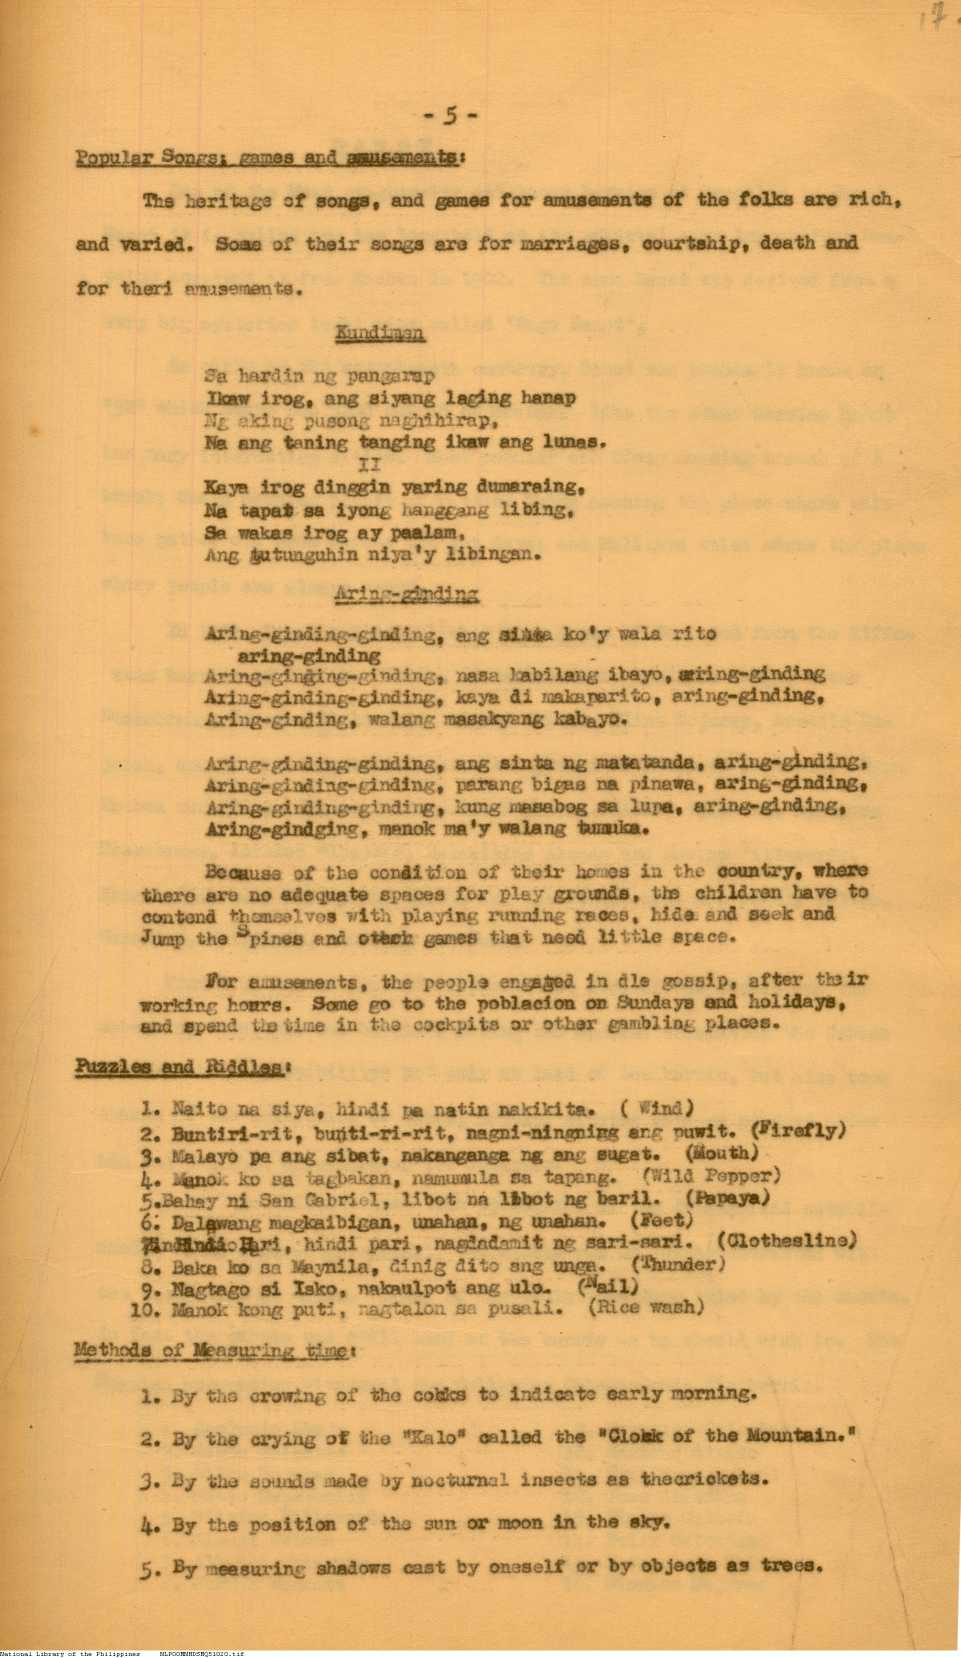 17.
- 5 -
Popular Songs; games and amusements:
The heritage of songs, and games for amusements of the folks are rich,
and varied. Some of their songs are for marriages, courtship, death and
for theri amusements.
Kundiman
Sa hardin ng pangarap
Ikaw irog, ang siyang laging hanap
Ng aking pusong naghihirap,
Na ang taning tanging ikaw ang lunas.
II
Kaya irog dinggin yaring dumaraing,
Na tapat sa iyong hanggang libing,
Sa wakas irog ay paalam,
Ang tutunguhin niya'y libingan.
Aring-ginding
Aring-ginding-ginding, ang sinta ko'y wala rito
aring-ginding
Aring-ginding-ginding, nasa kabilang ibayo, aring-ginding
Aring-ginding-ginding, kaya di makaparito, aring-ginding,
Aring-ginding, walang masakyang kabayo.
Aring-ginding-ginding, ang sinta ng matatanda, aring-ginding,
Aring-ginding-ginding, parang bigas na pinawa, aring-ginding,
Aring-ginding-ginding, kung masabog sa lupa, aring-ginding,
Aring-gindging, manok ma'y walang tumuka.
Because of the condition of their homes in the country, where
there are no adequate spaces for play grounds, the children have to
contend themselves with playing running races, hide and seek and
Jump the Spines and other games that need little space.
For amusements, the people engaged in dle gossip, after their
working hours. Some go to the poblacion on Sundays and holidays,
and spend the time in the cockpits or other gambling places.
Puzzles and Riddles:
1. Naito na siya, hindi pa natin nakikita. ( Wind)
2. Buntiri-rit, bunti-ri-rit, nagni-ningning ang puwit. (Firefly)
3. Malayo pa ang sibat, nakanganga ng ang sugat. (Mouth)
4. Manok ko sa tagbakan, namumula sa tapang. (Wild Pepper)
5.Bahay ni San Gabriel, libot na libot ng baril. (Papaya)
6. Dalawang magkaibigan, unahan, ng unahan. (Feet)
Pari, hindi pari, nagdadamit ng sari-sari. (Clothesline)
8. Baka ko sa Maynila, dinig dito ang unga. (Thunder)
9. Nagtago si Isko, nakaulpot ang ulo. (Nail)
10. Manok kong puti, nagtalon sa pusali. (Rice wash)
Methods of Measuring time:
1. By the crowing of the cocks to indicate early morning.
2. By the crying of the "Kalo" called the "Clock of the Mountain."
3. By the sounds made by nocturnal insects as thecrickets.
4. By the position of the sun or moon in the sky.
5. By measuring shadows cast by oneself or by objects as trees.
National Library of the Philippines